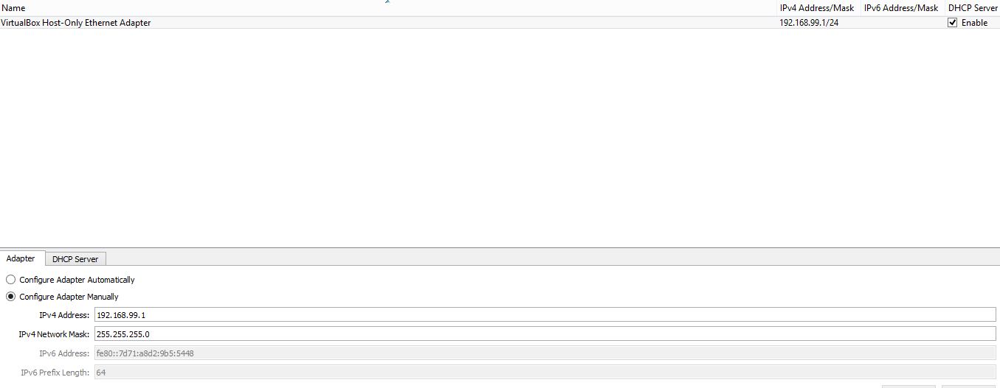 Name IPv4 Address/Mask IPv6 Address/Mask DHCP Server
VirtualBox Host-Only Ethernet Adapter 192.168.99.1/24 Enable
Adapter DHCP Server
Configure Adapter Automatically
Configure Adapter Manually
IPv4 Address: 192.168.99.1
IPv4 Network Mask: 255.255.255.0
IPv6 Address: fe80::7d71:a8d2:9b5:5448
IPv6 Prefix Length: 64